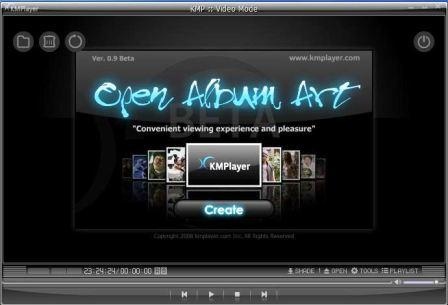 KMPlayer
KMP :: Video Mode
Ver. 0.9 Beta
www.kmplayer.com
Open Album Art
BETA
"Convenient viewing experience and pleasure"
KMPlayer
Create
Copyright 2008 kmplayer.com Inc. All Rights Reserved
23:24:24/00:00:00
SHADE
OPEN
TOOLS
PLAYLIST